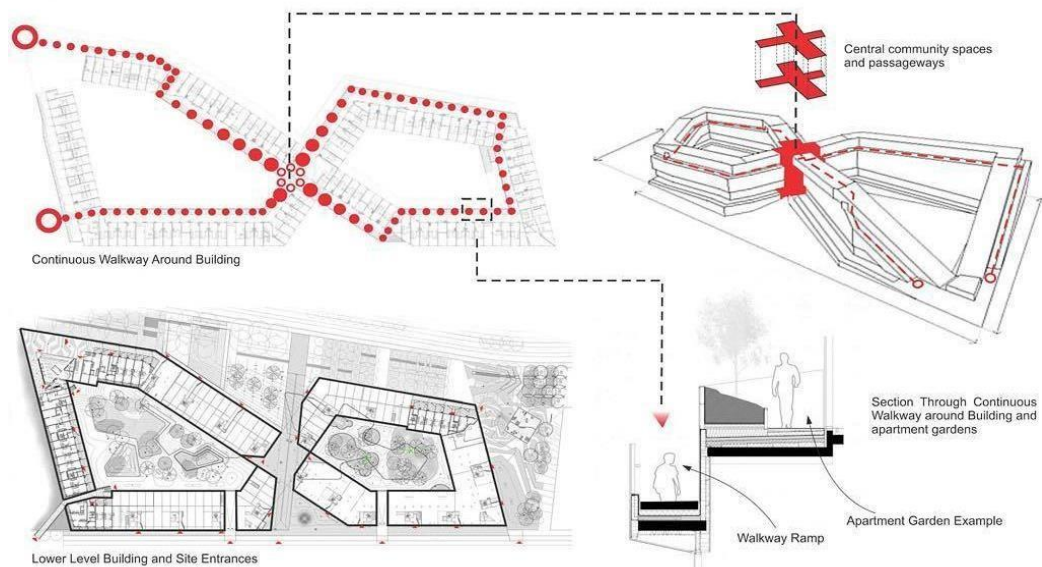 Central community spaces
and passageways
Continuous Walkway Around Building
Section Through Continuous
Walkway around Building and
apartment gardens
Apartment Garden Example
Walkway Ramp
Lower Level Building and Site Entrances